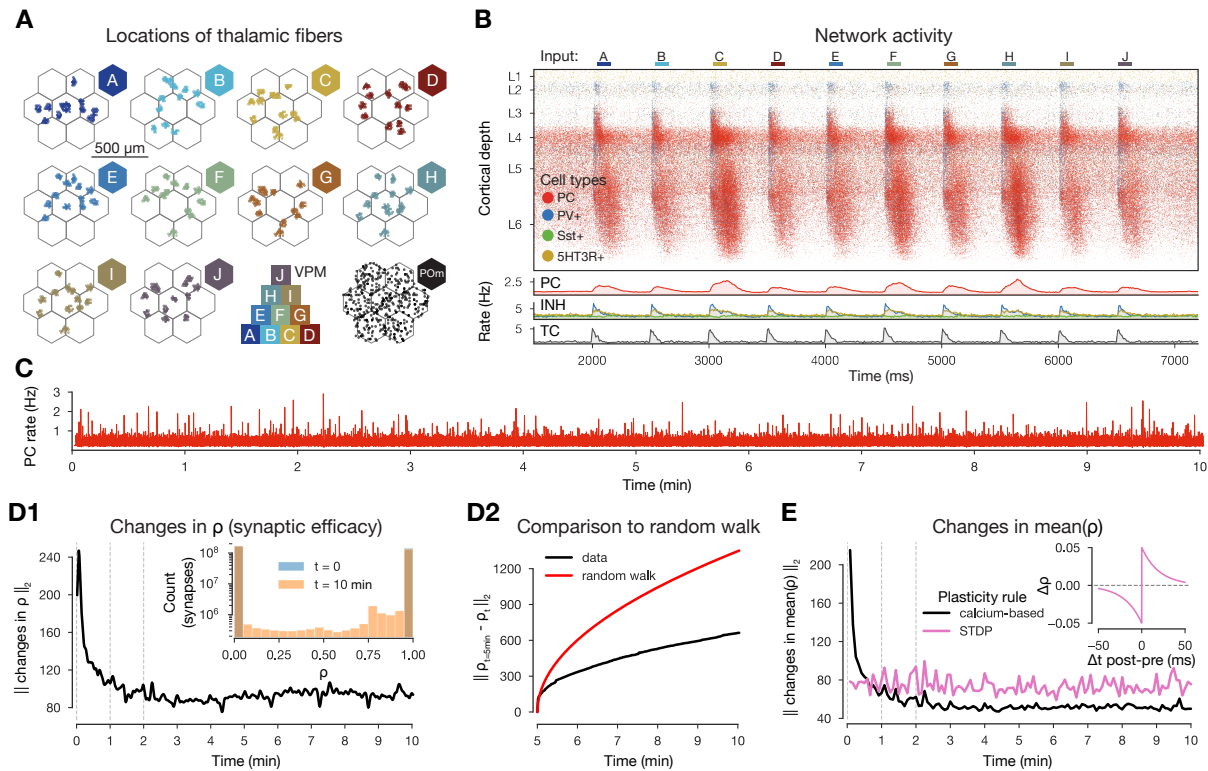 A
Locations of thalamic fibers
A
B
C
D
500 µm
E
F
G
H
I
J
VPM
J
H I
E F G
A B C D
POm
B
Network activity
Input: A B C D E F G H I J
Cortical depth
L1
L2
L3
L4
L5
L6
Cell types
PC
PV+
Sst+
5HT3R+
Rate (Hz)
2.5
PC
5
INH
5
TC
2000 3000 4000 5000 6000 7000
Time (ms)
C
PC rate (Hz)
3
2
1
0 1 2 3 4 5 6 7 8 9 10
Time (min)
D1
Changes in ρ (synaptic efficacy)
|| changes in ρ ||2
240
200
160
120
80
0 1 2 3 4 5 6 7 8 9 10
Time (min)
Count
(synapses)
10^8
10^7
10^6
t = 0
t = 10 min
0.00 0.25 0.50 0.75 1.00
ρ
D2
Comparison to random walk
|| ρt=5min - ρt ||2
1200
900
600
300
0
data
random walk
5 6 7 8 9 10
Time (min)
E
Changes in mean(ρ)
|| changes in mean(ρ) ||2
200
160
120
80
40
0 1 2 3 4 5 6 7 8 9 10
Time (min)
Plasticity rule
calcium-based
STDP
Δρ
0.05
0.00
−0.05
−50 0 50
Δt post-pre (ms)